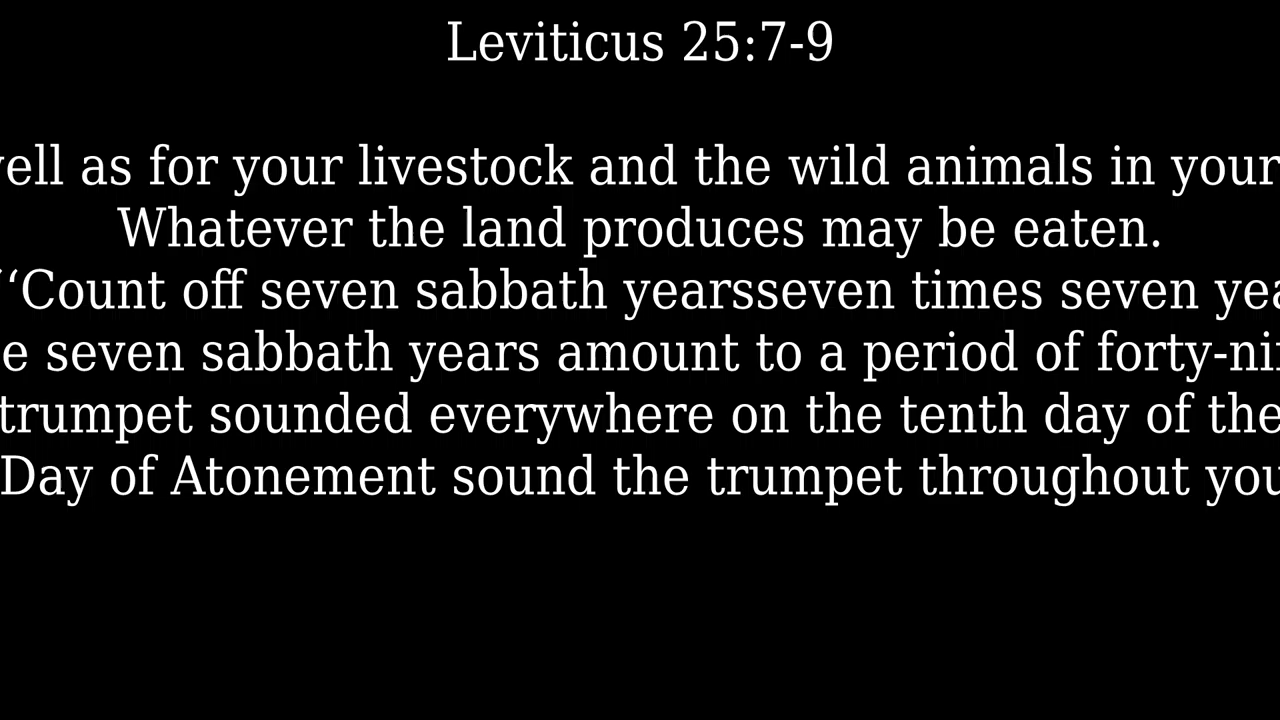 Leviticus 25:7-9
well as for your livestock and the wild animals in your
Whatever the land produces may be eaten.
“‘Count off seven sabbath yearsseven times seven yea
e seven sabbath years amount to a period of forty-nin
trumpet sounded everywhere on the tenth day of the
Day of Atonement sound the trumpet throughout you